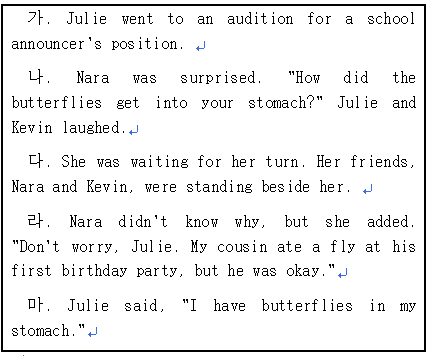 가. Julie went to an audition for a school
announcer's position.
나. Nara was surprised. "How did the
butterflies get into your stomach?" Julie and
Kevin laughed.
다. She was waiting for her turn. Her friends,
Nara and Kevin, were standing beside her.
라. Nara didn't know why, but she added.
"Don't worry, Julie. My cousin ate a fly at his
first birthday party, but he was okay."
마. Julie said, "I have butterflies in my
stomach."